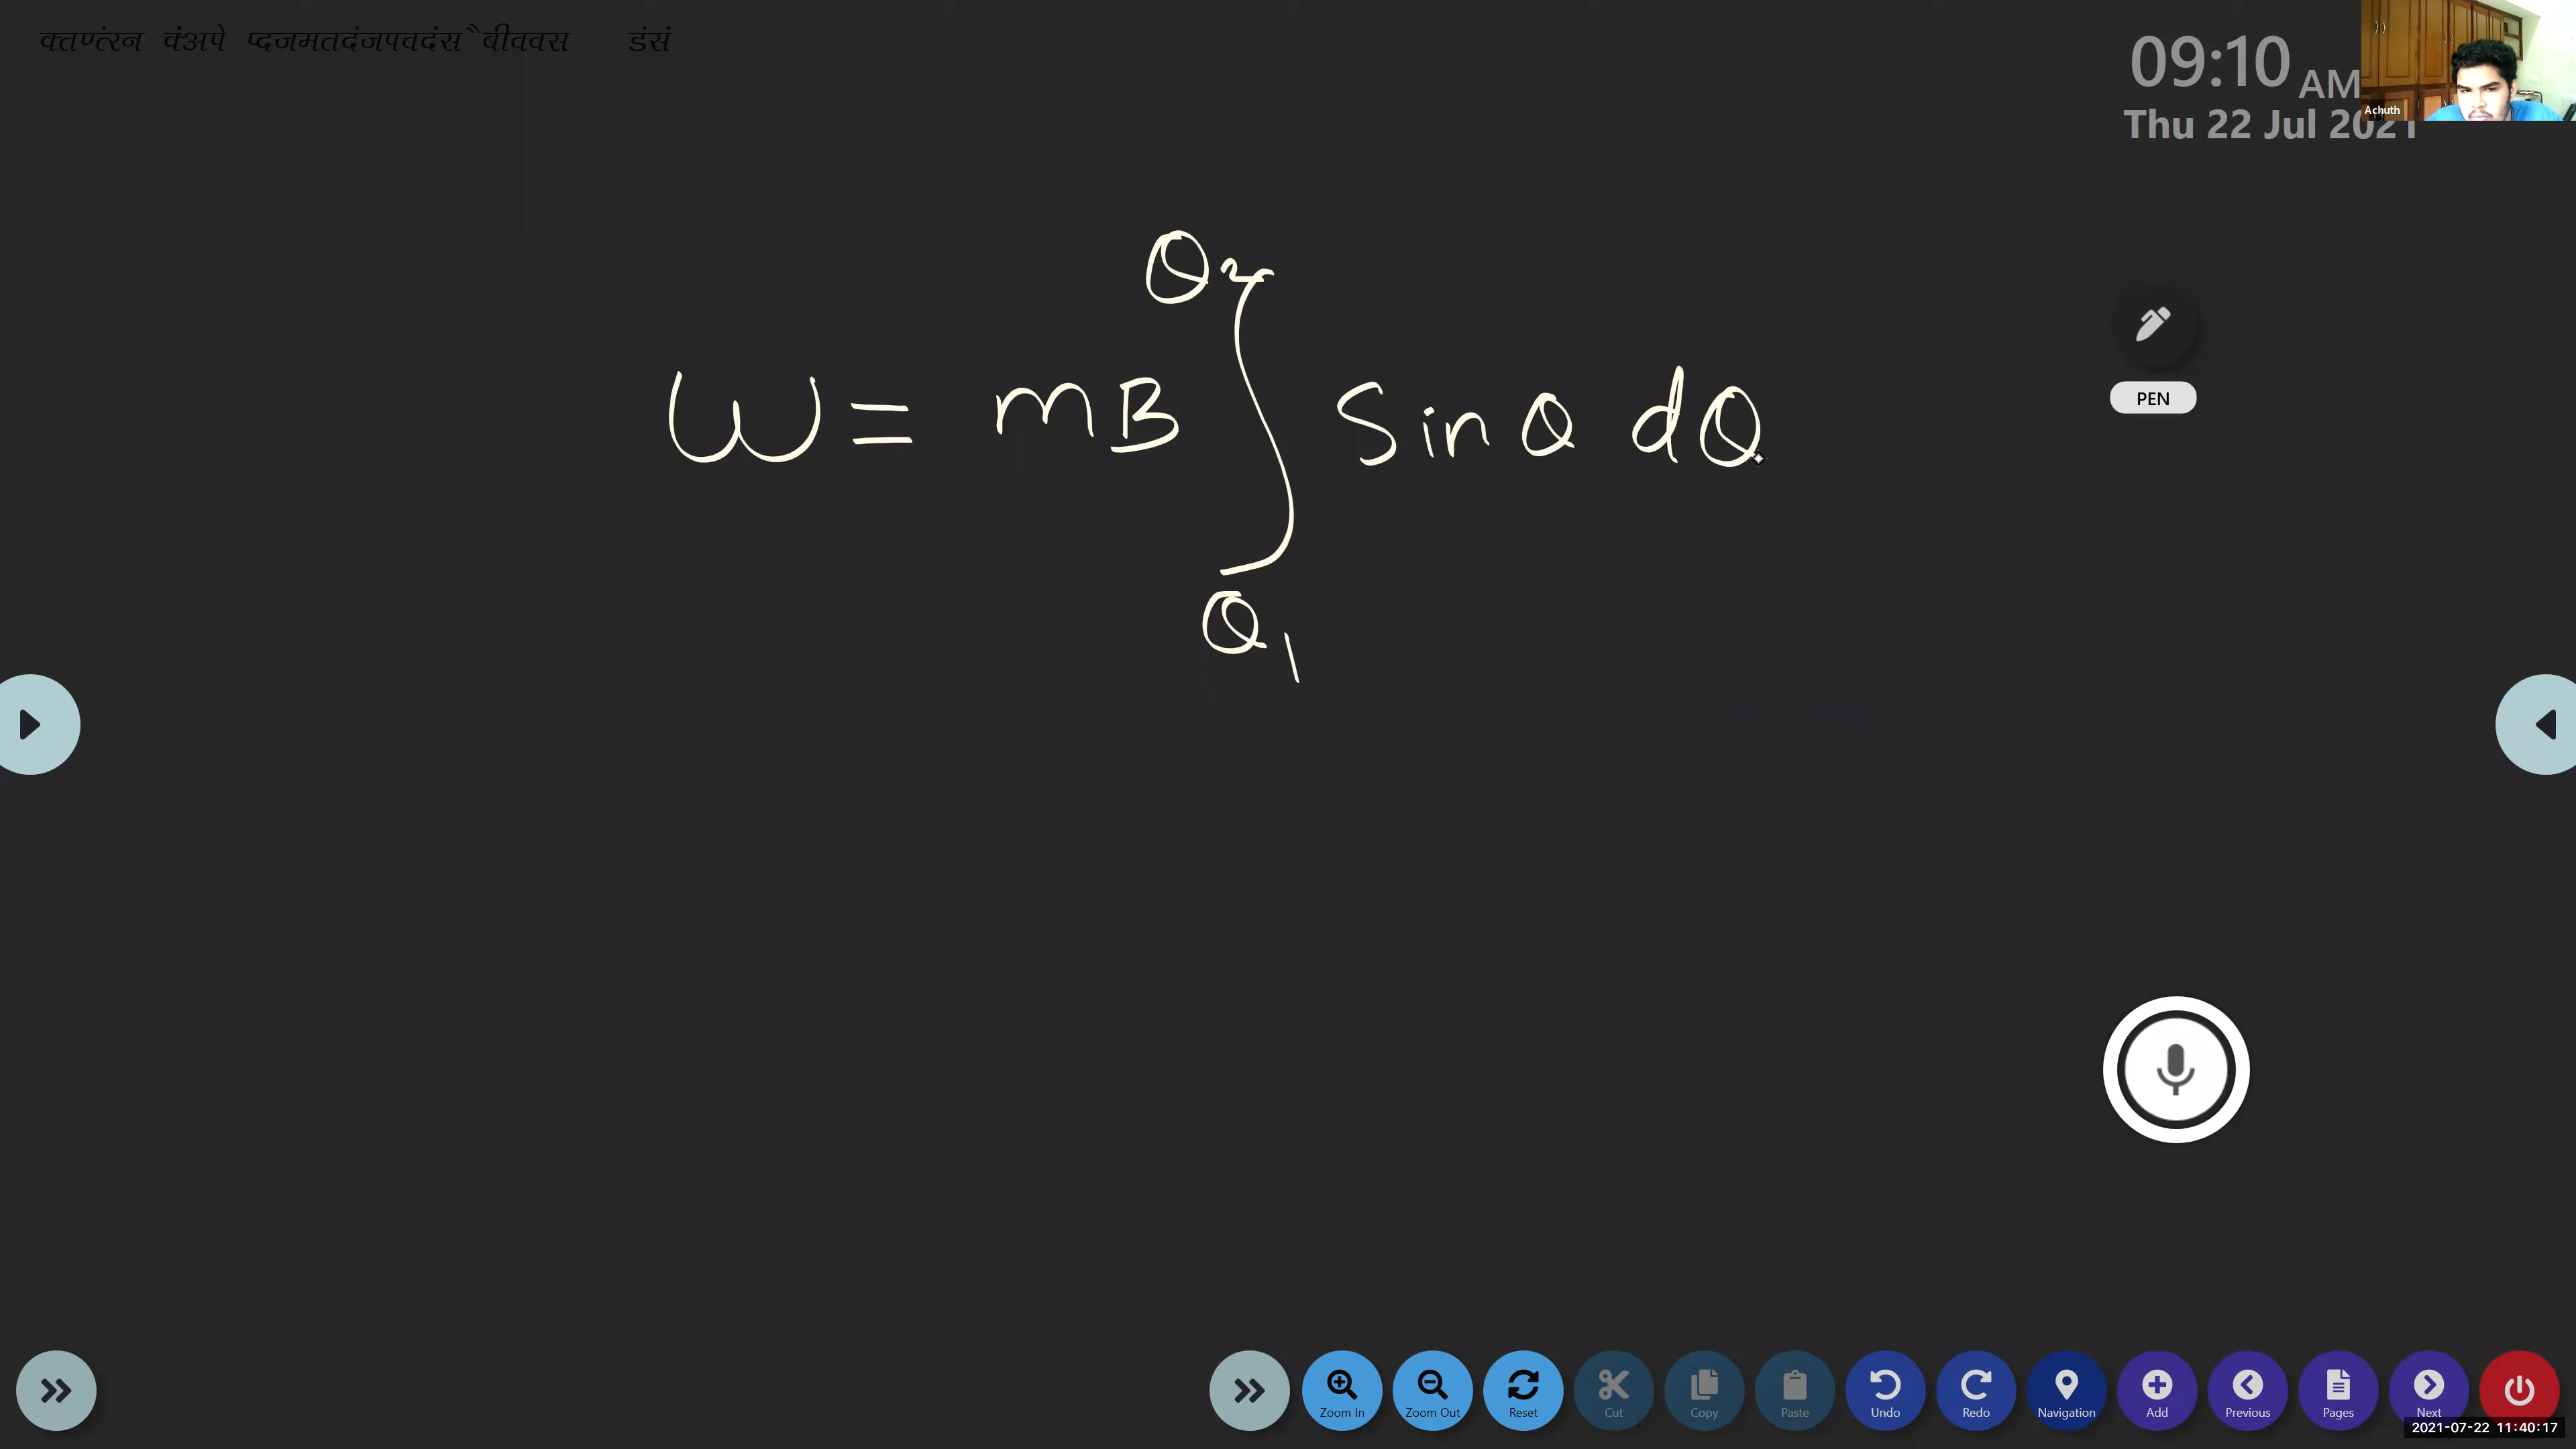 क्तण्त्ंरन कंअपे प्दजमतदंजपवदंस ैबीववस डंसं
09:10 AM
Achuth
Thu 22 Jul 2021
θ2
W = mB ∫ Sin θ dθ
θ1
PEN
Zoom In Zoom Out Reset Cut Copy Paste Undo Redo Navigation Add Previous Pages Next
2021-07-22 11:40:17